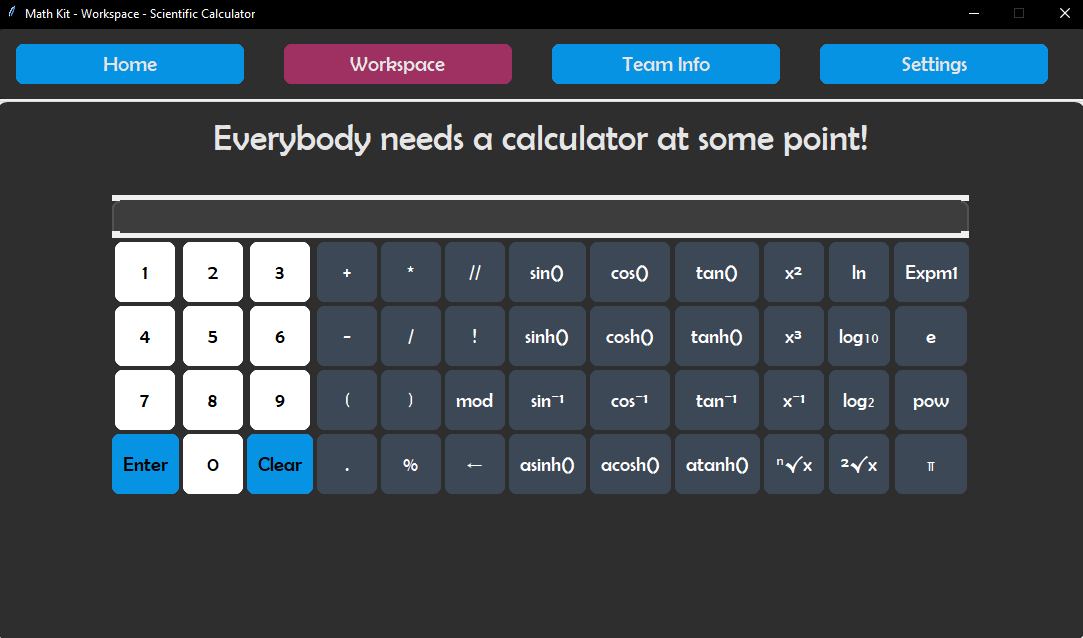 Math Kit - Workspace - Scientific Calculator
Home Workspace Team Info Settings
Everybody needs a calculator at some point!
1 2 3 + * // sin() cos() tan() x² ln Expm1
4 5 6 - / ! sinh() cosh() tanh() x³ log10 e
7 8 9 ( ) mod sin⁻¹ cos⁻¹ tan⁻¹ x⁻¹ log2 pow
Enter 0 Clear . % ← asinh() acosh() atanh() ⁿ√x ²√x π